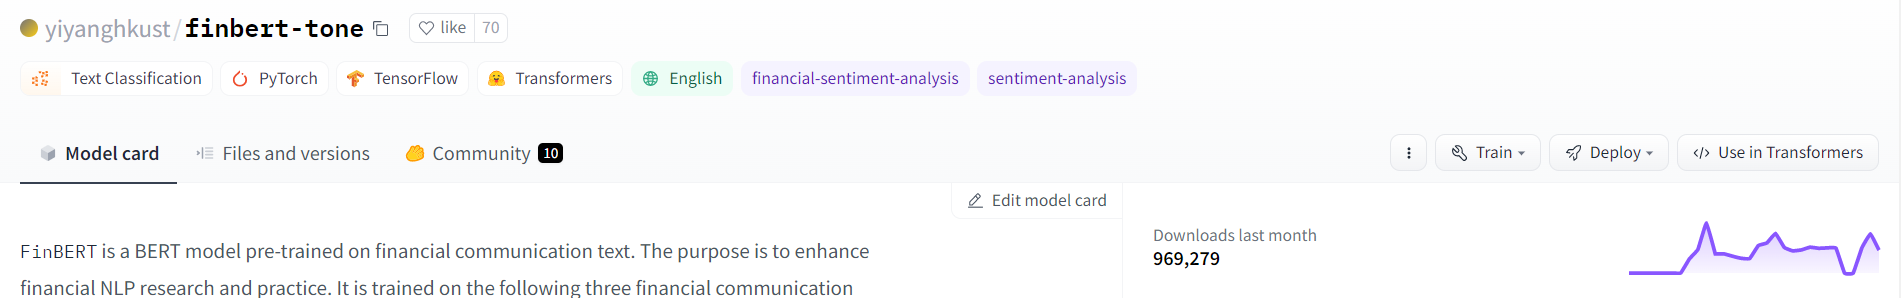 yiyanghkust/finbert-tone like 70
Text Classification PyTorch TensorFlow Transformers English financial-sentiment-analysis sentiment-analysis
Model card Files and versions Community 10 Train Deploy Use in Transformers
Edit model card
FinBERT is a BERT model pre-trained on financial communication text. The purpose is to enhance
financial NLP research and practice. It is trained on the following three financial communication
Downloads last month
969,279